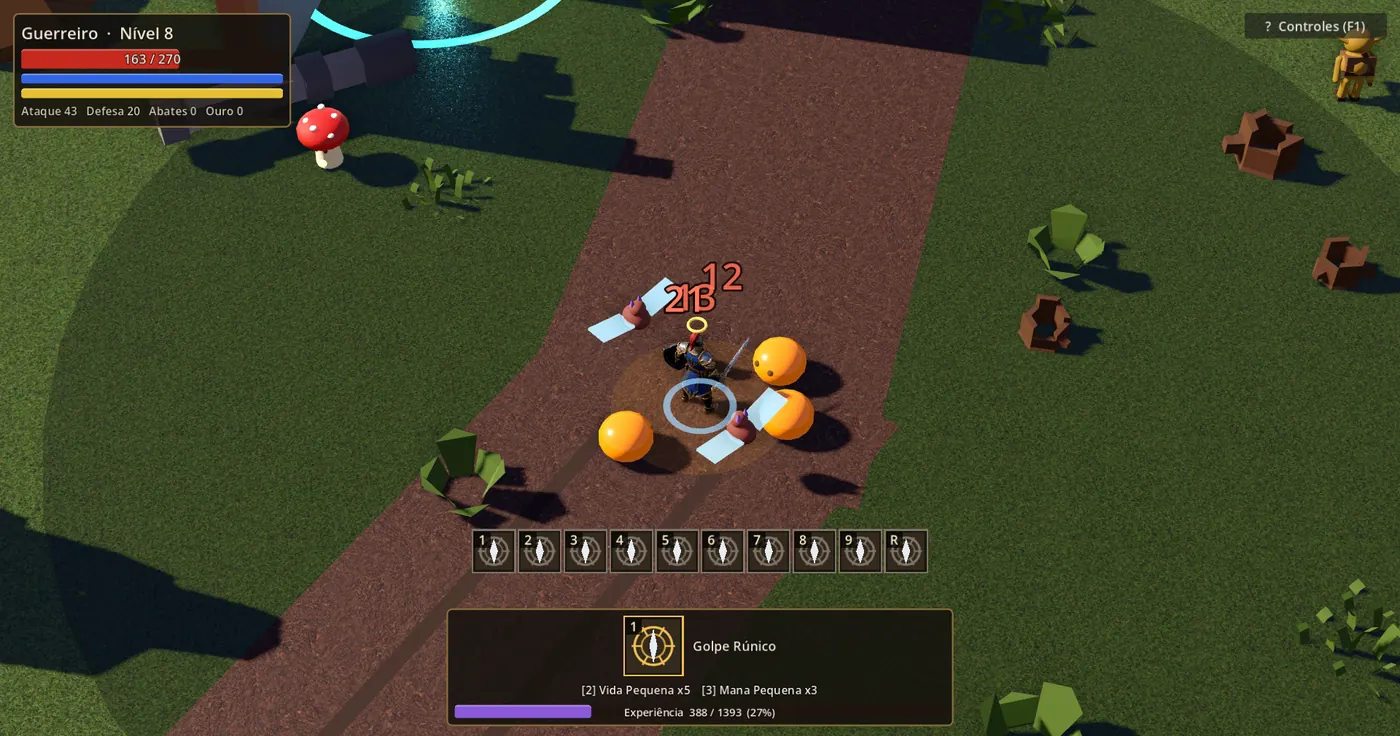 Guerreiro · Nível 8
163 / 270
Ataque 43 Defesa 20 Abates 0 Ouro 0
? Controles (F1)
12
1 2 3 4 5 6 7 8 9 R
1
Golpe Rúnico
[2] Vida Pequena x5 [3] Mana Pequena x3
Experiência 388 / 1393 (27%)